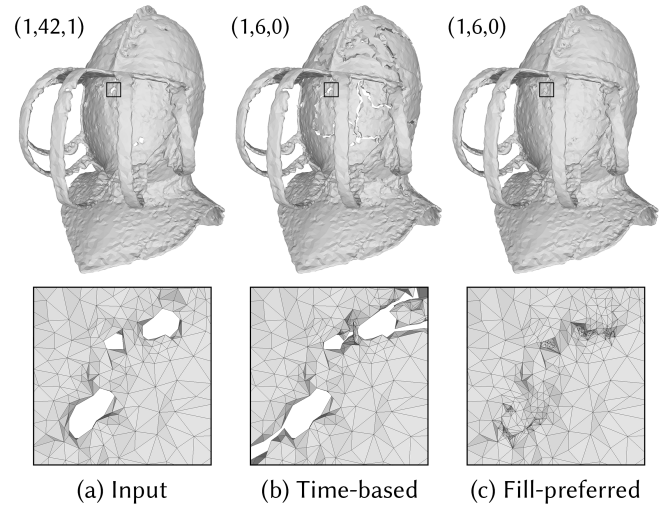 (1,42,1) (1,6,0) (1,6,0)
(a) Input (b) Time-based (c) Fill-preferred